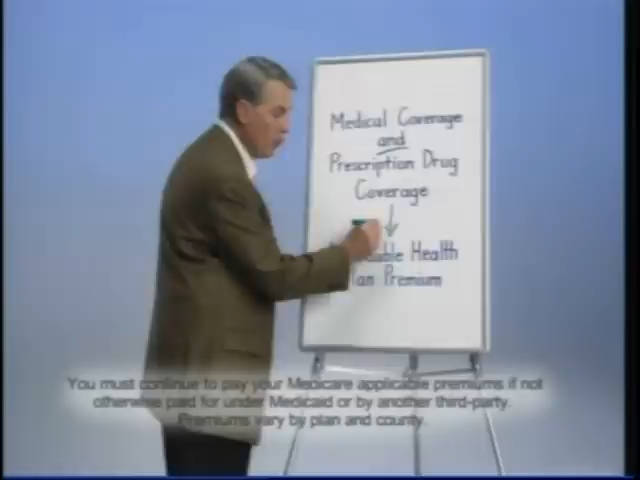 Medical Coverage
and
Prescription Drug
Coverage
Health
Premium
You must continue to pay your Medicare applicable premiums if not
otherwise paid for under Medicaid or by another third-party.
Premiums vary by plan and county.